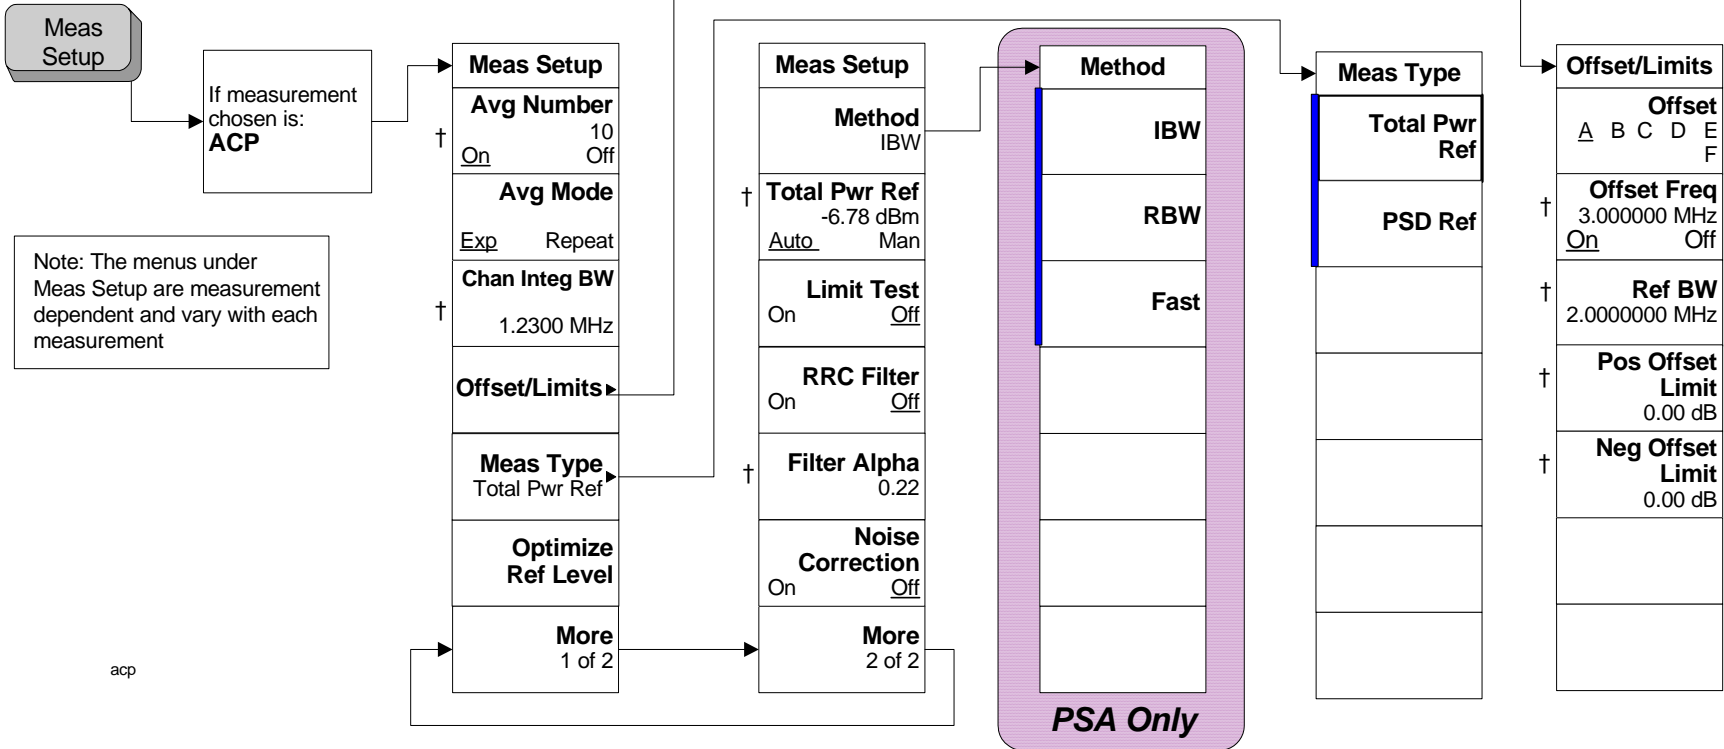 Meas
Setup
If measurement
chosen is:
ACP
Note: The menus under
Meas Setup are measurement
dependent and vary with each
measurement
acp
Meas Setup
Avg Number
10
† On Off
Avg Mode
Exp Repeat
Chan Integ BW
†
1.2300 MHz
Offset/Limits
Meas Type
Total Pwr Ref
Optimize
Ref Level
More
1 of 2
Meas Setup
Method
IBW
† Total Pwr Ref
-6.78 dBm
Auto Man
Limit Test
On Off
RRC Filter
On Off
Filter Alpha
† 0.22
Noise
Correction
On Off
More
2 of 2
Method
IBW
RBW
Fast
PSA Only
Meas Type
Total Pwr
Ref
PSD Ref
Offset/Limits
Offset
A B C D E
F
Offset Freq
† 3.000000 MHz
On Off
† Ref BW
2.0000000 MHz
Pos Offset
† Limit
0.00 dB
Neg Offset
† Limit
0.00 dB